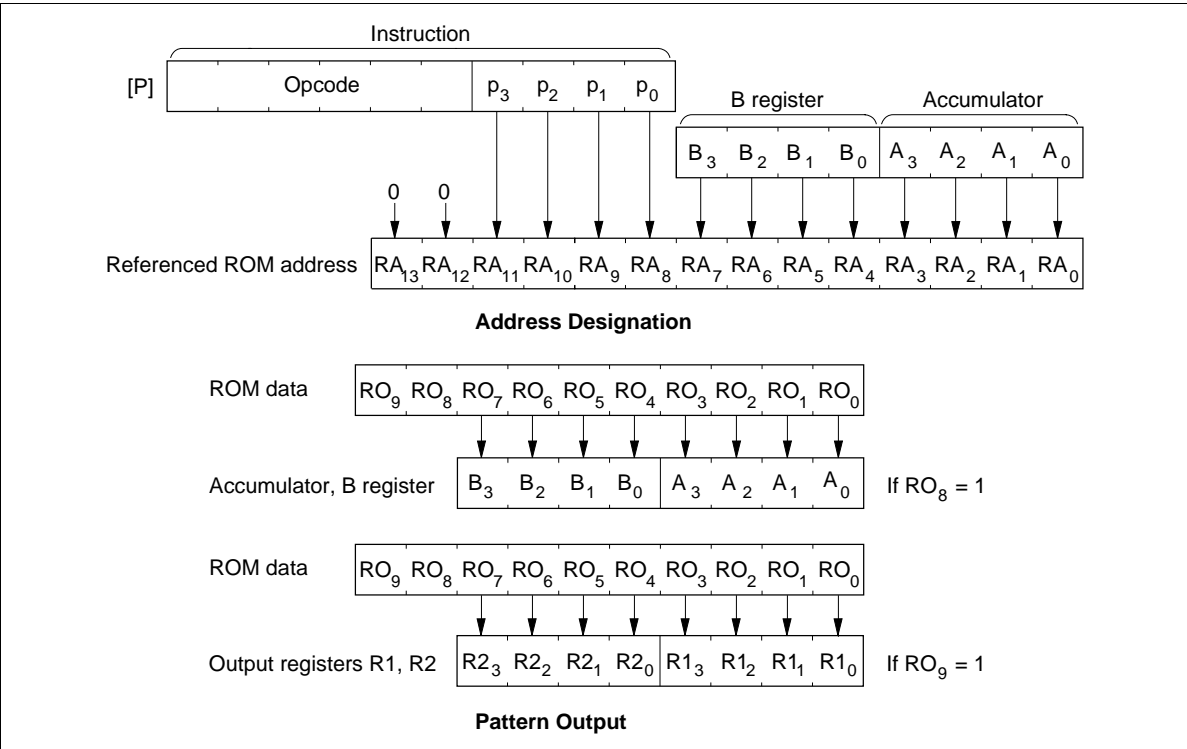 Instruction
[P] Opcode p3 p2 p1 p0
B register Accumulator
B3 B2 B1 B0 A3 A2 A1 A0
0 0
Referenced ROM address RA13 RA12 RA11 RA10 RA9 RA8 RA7 RA6 RA5 RA4 RA3 RA2 RA1 RA0
Address Designation
ROM data RO9 RO8 RO7 RO6 RO5 RO4 RO3 RO2 RO1 RO0
Accumulator, B register B3 B2 B1 B0 A3 A2 A1 A0 If RO8 = 1
ROM data RO9 RO8 RO7 RO6 RO5 RO4 RO3 RO2 RO1 RO0
Output registers R1, R2 R23 R22 R21 R20 R13 R12 R11 R10 If RO9 = 1
Pattern Output